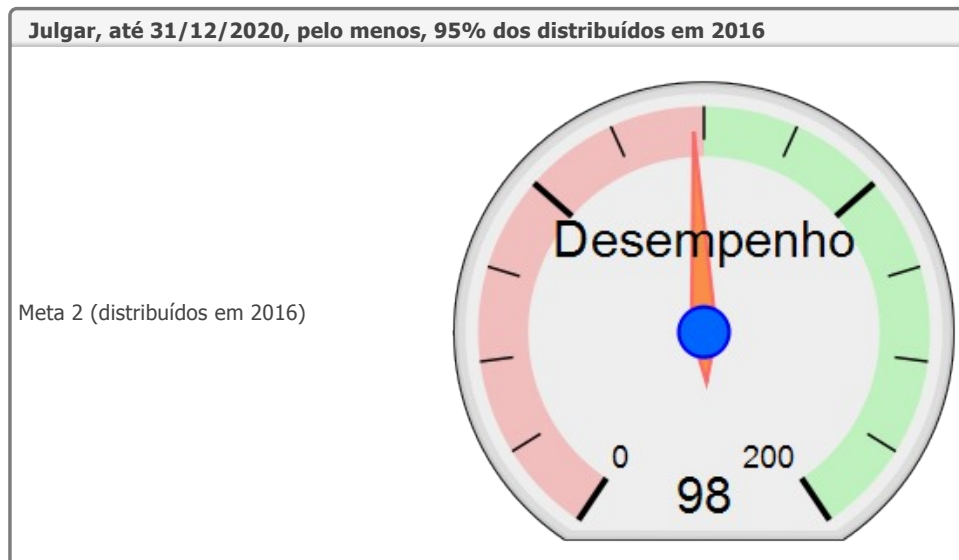 Julgar, até 31/12/2020, pelo menos, 95% dos distribuídos em 2016
Meta 2 (distribuídos em 2016)
Desempenho
0
200
98